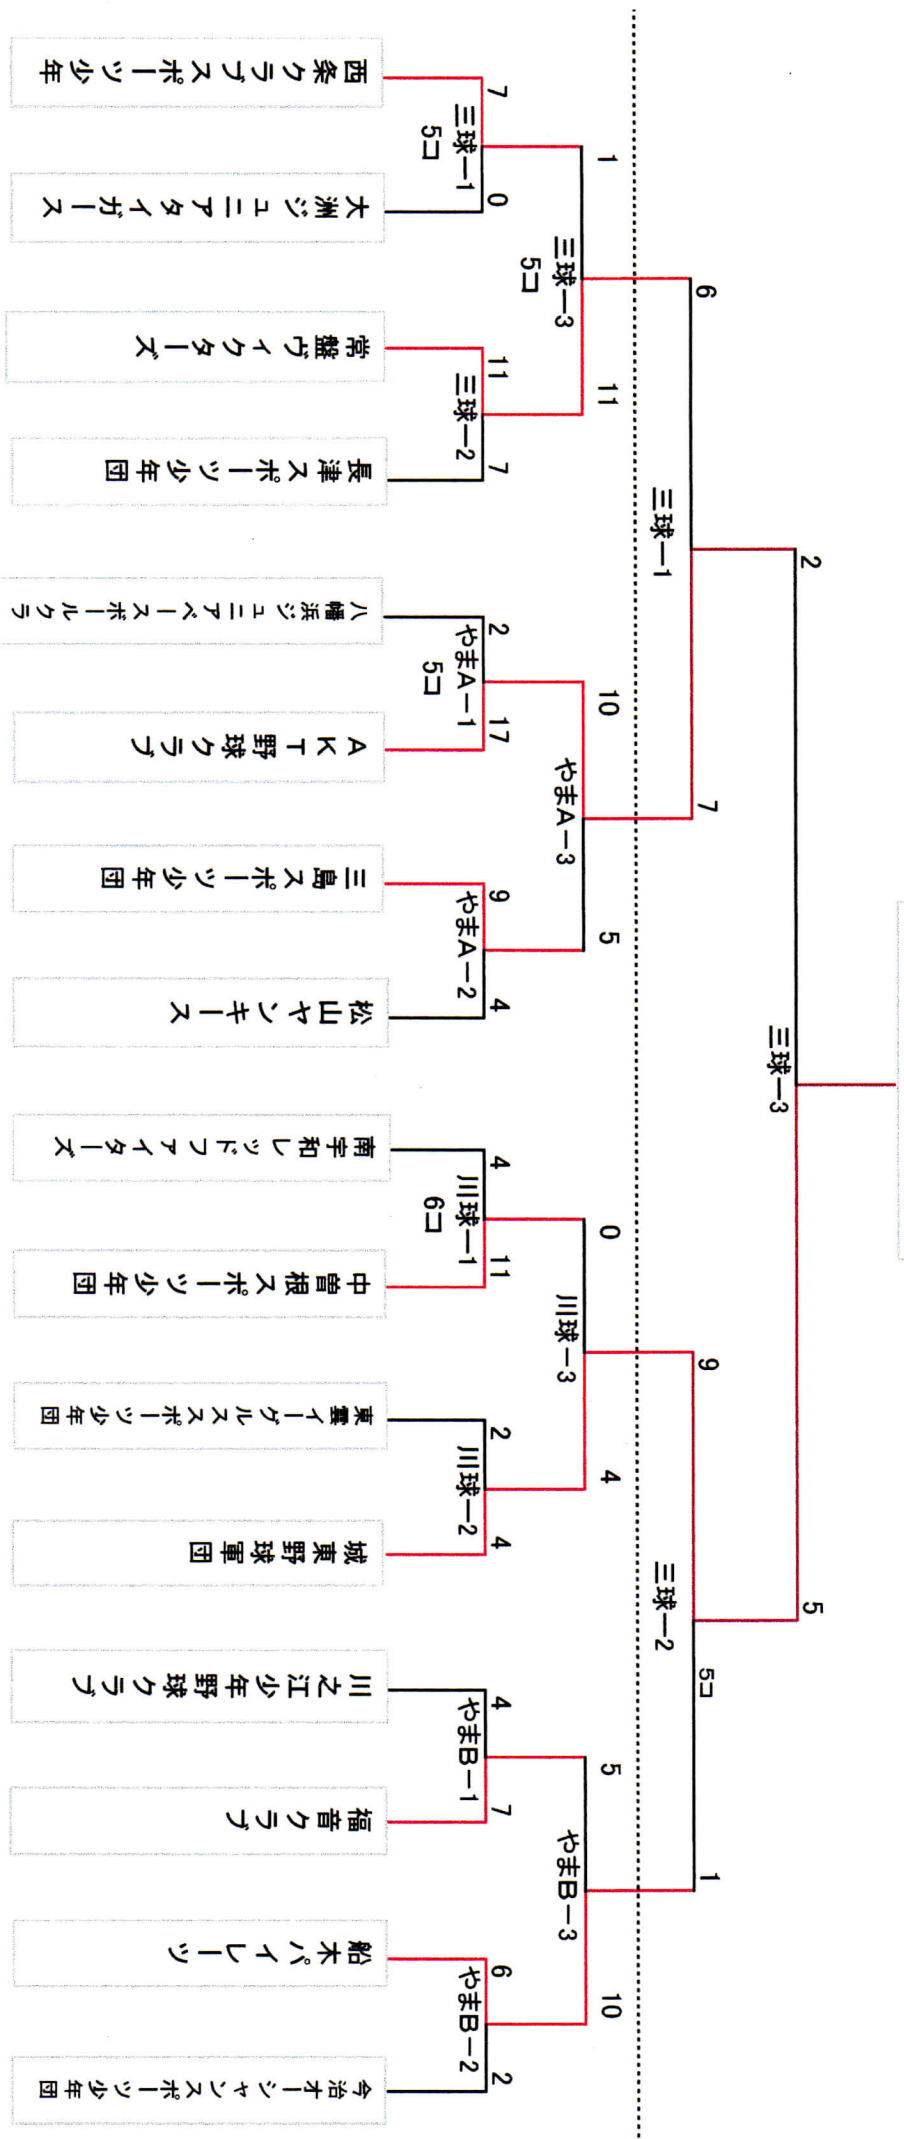 西条クラブスポーツ少年
大洲ジュニアタイガース
常盤ヴィクターズ
長津スポーツ少年団
八幡浜ジュニアベースボールクラ
AKT野球クラブ
三島スポーツ少年団
松山ヤンキース
南宇和レッドファイターズ
中曽根スポーツ少年団
東雲イーグルススポーツ少年団
城東野球軍団
川之江少年野球クラブ
福音クラブ
船木パイレーツ
今治オーシャンスポーツ少年団
7
三球ー1
5コ
0
11
三球ー2
7
2
やまA-1
5コ
17
9
やまA-2
4
4
川球ー1
6コ
11
2
川球ー2
4
4
やまB-1
7
6
やまB-2
2
1
三球ー3
5コ
11
10
やまA-3
5
0
川球ー3
4
5
やまB-3
10
6
三球ー1
7
9
三球ー2
5コ
1
2
三球ー3
5